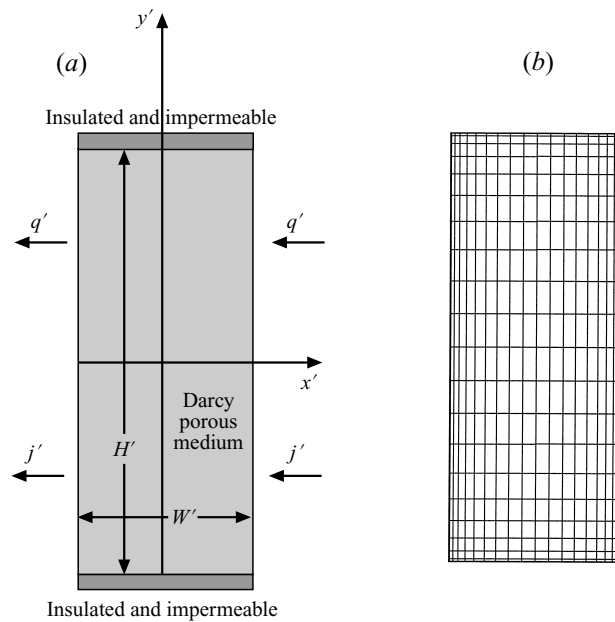 y′
(a)
(b)
Insulated and impermeable
q′
q′
x′
Darcy
porous
medium
H′
j′
j′
W′
Insulated and impermeable